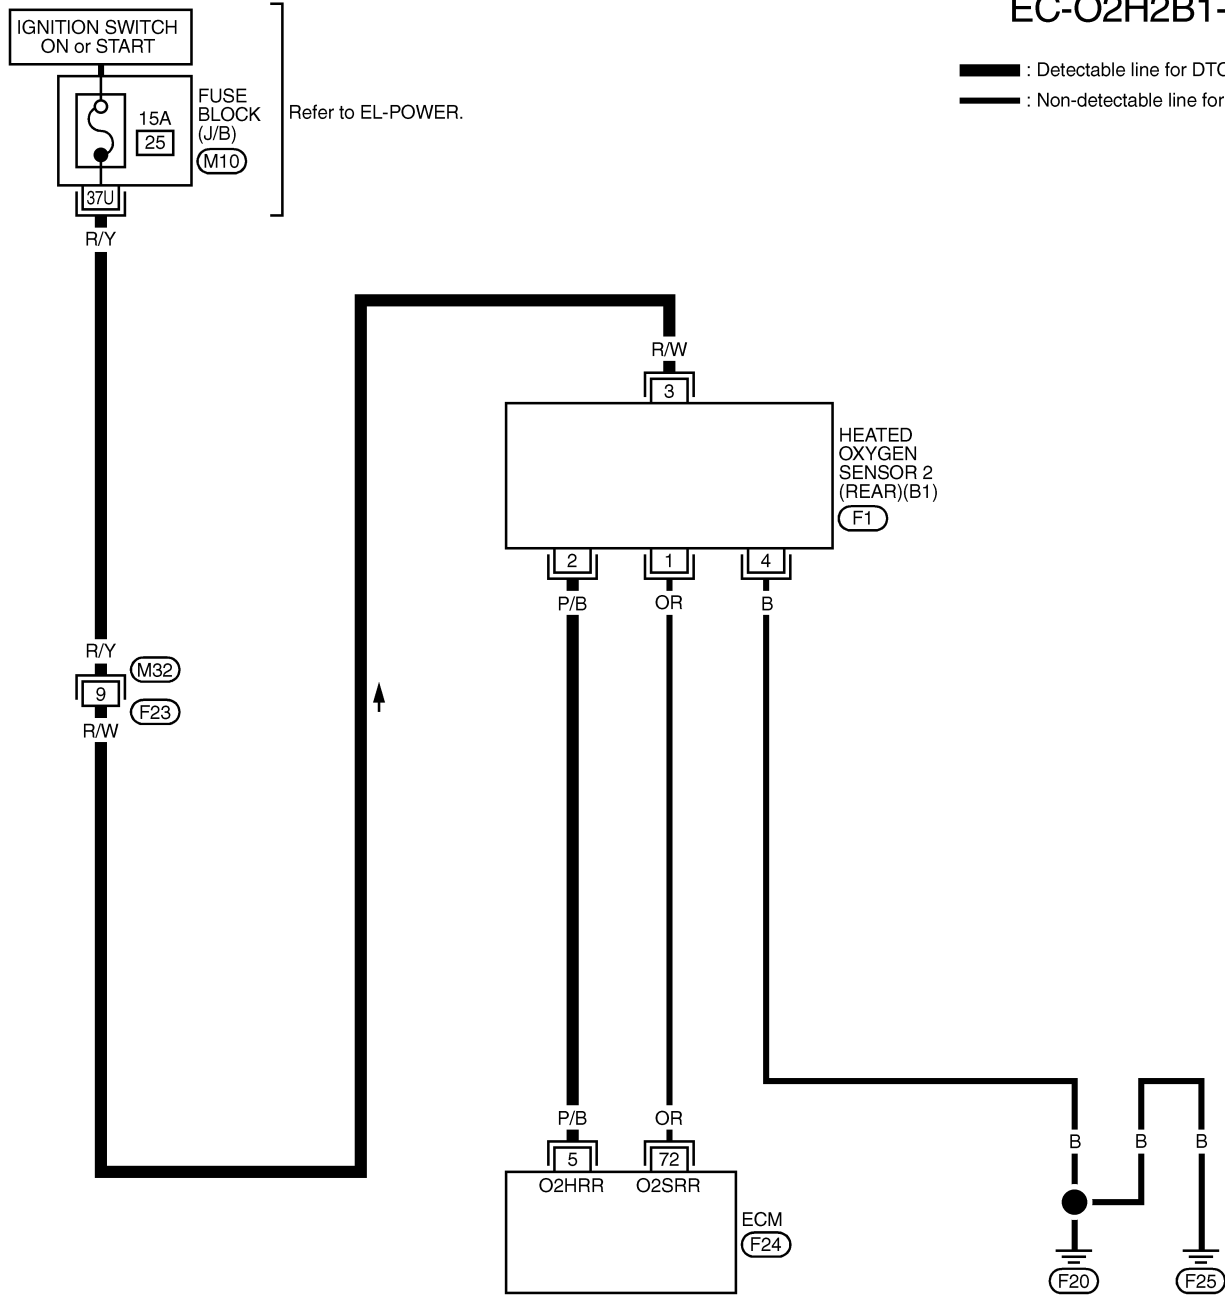 EC-O2H2B1-
IGNITION SWITCH
ON or START
: Detectable line for DTC
: Non-detectable line for
15A
25
FUSE
BLOCK
(J/B)
M10
Refer to EL-POWER.
37U
R/Y
R/W
3
HEATED
OXYGEN
SENSOR 2
(REAR)(B1)
F1
2
1
4
P/B
OR
B
R/Y
M32
9
F23
R/W
P/B
OR
B
B
B
5
72
O2HRR
O2SRR
ECM
F24
F20
F25